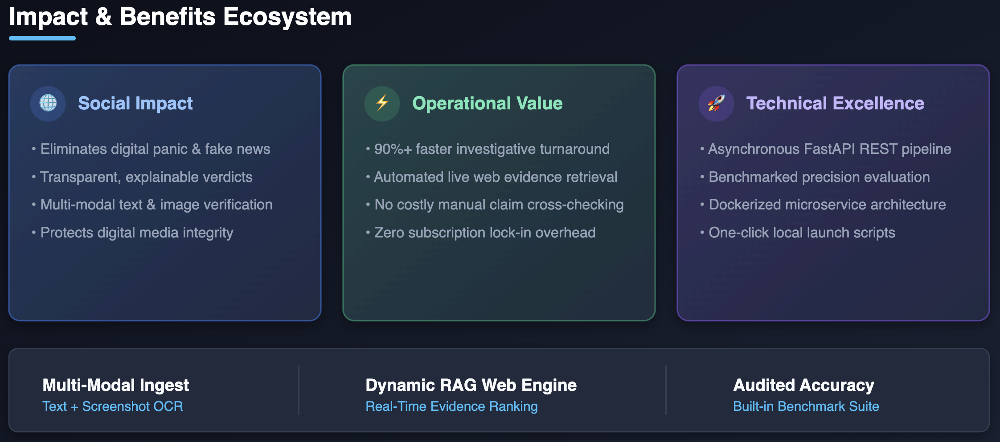 Impact & Benefits Ecosystem
Social Impact
• Eliminates digital panic & fake news
• Transparent, explainable verdicts
• Multi-modal text & image verification
• Protects digital media integrity
Operational Value
• 90%+ faster investigative turnaround
• Automated live web evidence retrieval
• No costly manual claim cross-checking
• Zero subscription lock-in overhead
Technical Excellence
• Asynchronous FastAPI REST pipeline
• Benchmarked precision evaluation
• Dockerized microservice architecture
• One-click local launch scripts
Multi-Modal Ingest
Text + Screenshot OCR
Dynamic RAG Web Engine
Real-Time Evidence Ranking
Audited Accuracy
Built-in Benchmark Suite